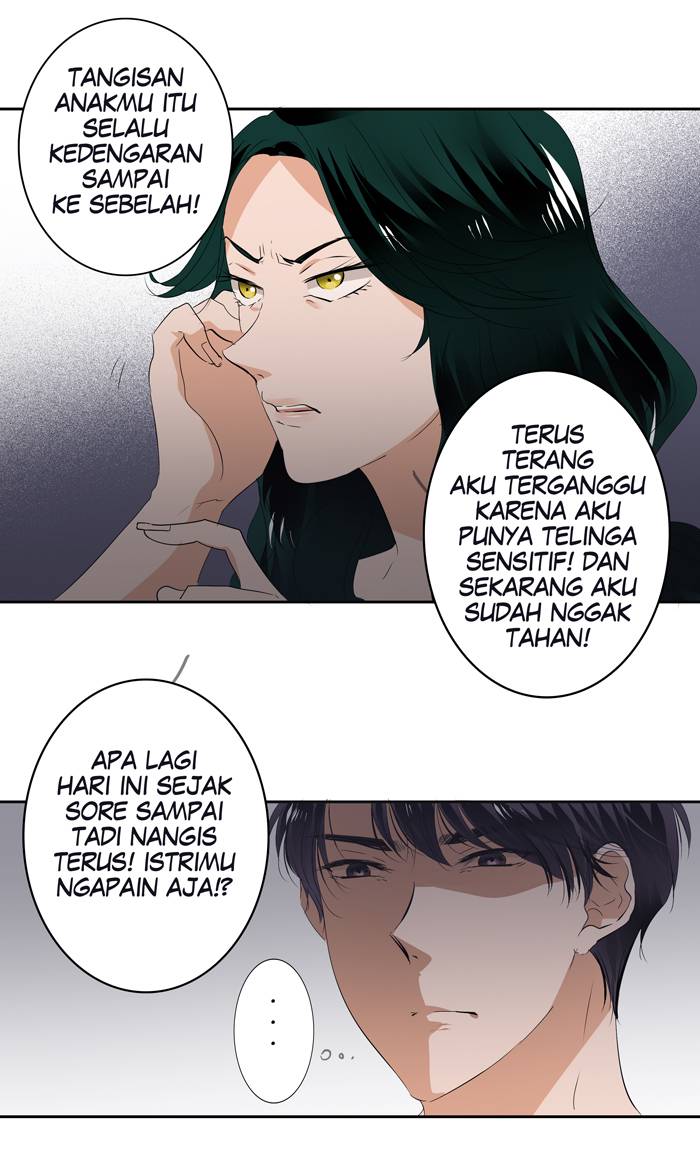 TANGISAN
ANAKMU ITU
SELALU
KEDENGARAN
SAMPAI
KE SEBELAH!
TERUS
TERANG
AKU TERGANGGU
KARENA AKU
PUNYA TELINGA
SENSITIF! DAN
SEKARANG AKU
SUDAH NGGAK
TAHAN!
APA LAGI
HARI INI SEJAK
SORE SAMPAI
TADI NANGIS
TERUS! ISTRIMU
NGAPAIN AJA!?
...